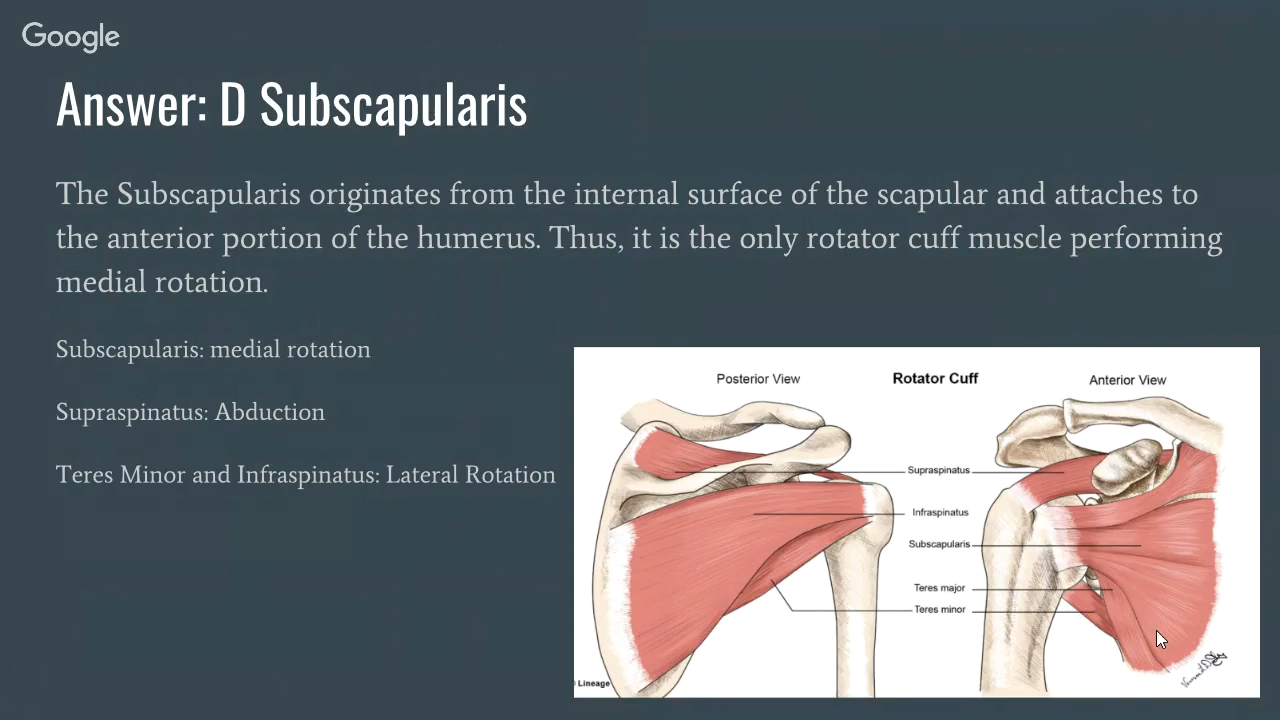 Google
Answer: D Subscapularis
The Subscapularis originates from the internal surface of the scapular and attaches to
the anterior portion of the humerus. Thus, it is the only rotator cuff muscle performing
medial rotation.
Subscapularis: medial rotation
Supraspinatus: Abduction
Teres Minor and Infraspinatus: Lateral Rotation
Posterior View
Rotator Cuff
Anterior View
Supraspinatus
Infraspinatus
Subscapularis
Teres major
Teres minor
Lineage